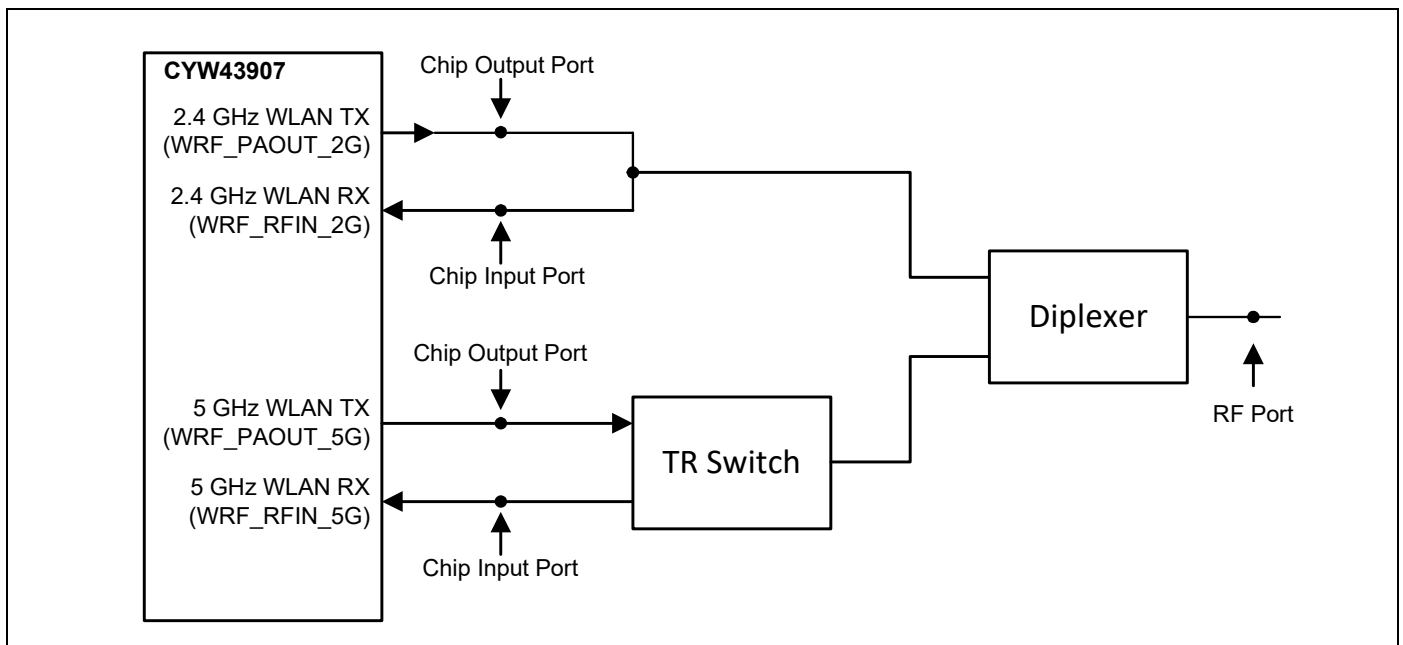 CYW43907
Chip Output Port
2.4 GHz WLAN TX
(WRF_PAOUT_2G)
2.4 GHz WLAN RX
(WRF_RFIN_2G)
Chip Input Port
Diplexer
RF Port
Chip Output Port
5 GHz WLAN TX
(WRF_PAOUT_5G)
TR Switch
5 GHz WLAN RX
(WRF_RFIN_5G)
Chip Input Port